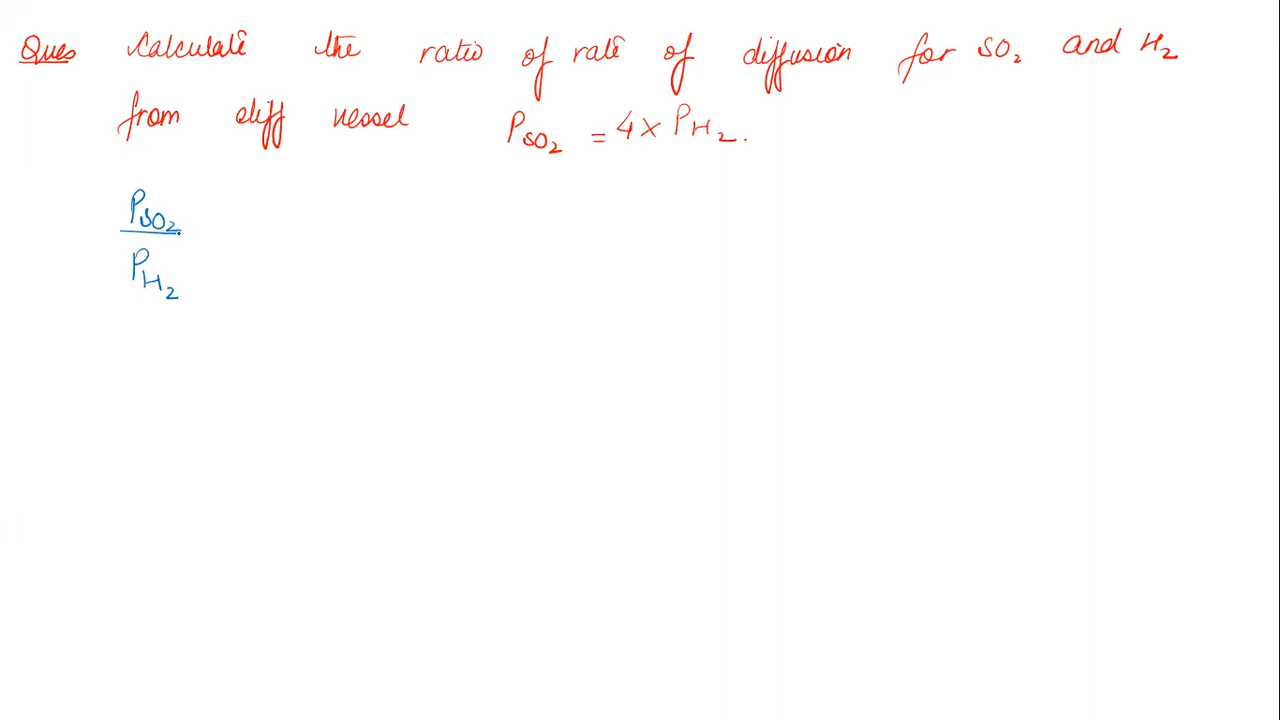 Ques Calculate the ratio of rate of diffusion for SO₂ and H₂
from diff vessel P_SO₂ = 4 × P_H₂.
P_SO₂
P_H₂